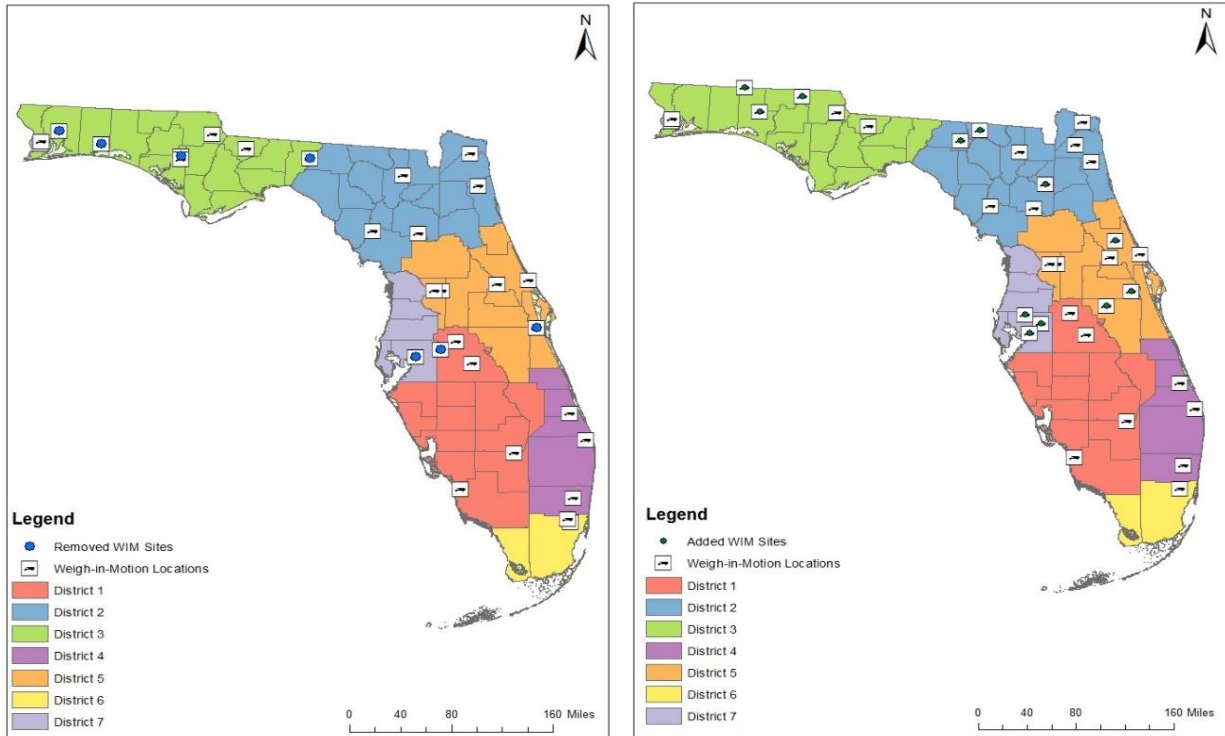 N
Legend
Removed WIM Sites
Weigh-in-Motion Locations
District 1
District 2
District 3
District 4
District 5
District 6
District 7
0 40 80 160 Miles
N
Legend
Added WIM Sites
Weigh-in-Motion Locations
District 1
District 2
District 3
District 4
District 5
District 6
District 7
0 40 80 160 Miles